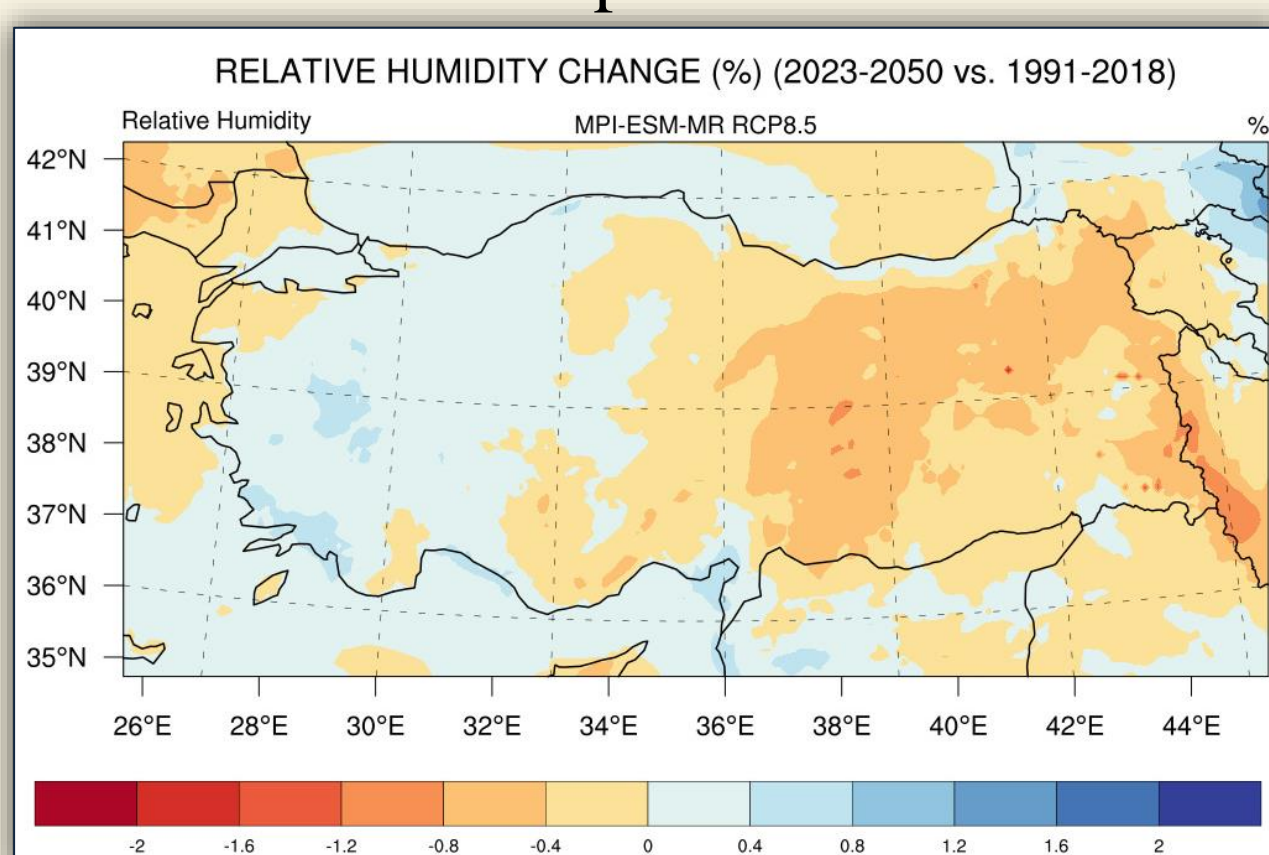 RELATIVE HUMIDITY CHANGE (%) (2023-2050 vs. 1991-2018)
Relative Humidity MPI-ESM-MR RCP8.5 %
42°N
41°N
40°N
39°N
38°N
37°N
36°N
35°N
26°E 28°E 30°E 32°E 34°E 36°E 38°E 40°E 42°E 44°E
-2 -1.6 -1.2 -0.8 -0.4 0 0.4 0.8 1.2 1.6 2